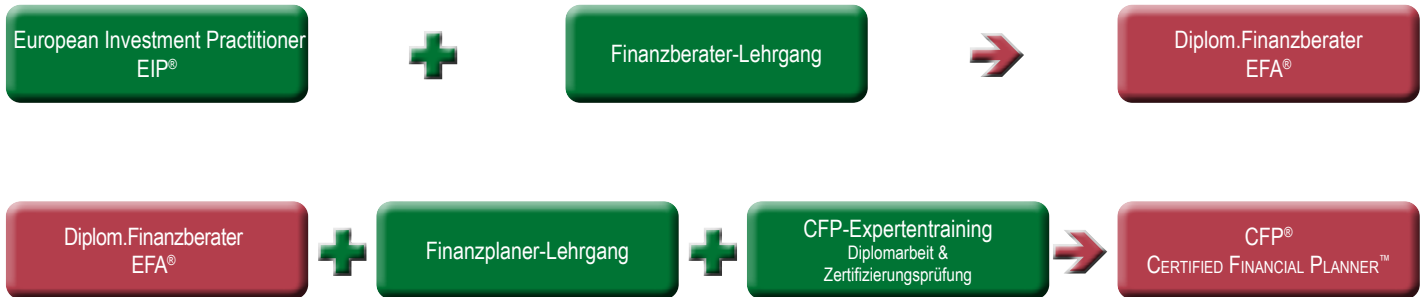 European Investment Practitioner
EIP®
Finanzberater-Lehrgang
Diplom.Finanzberater
EFA®
Diplom.Finanzberater
EFA®
Finanzplaner-Lehrgang
CFP-Expertentraining
Diplomarbeit &
Zertifizierungsprüfung
CFP®
CERTIFIED FINANCIAL PLANNER™